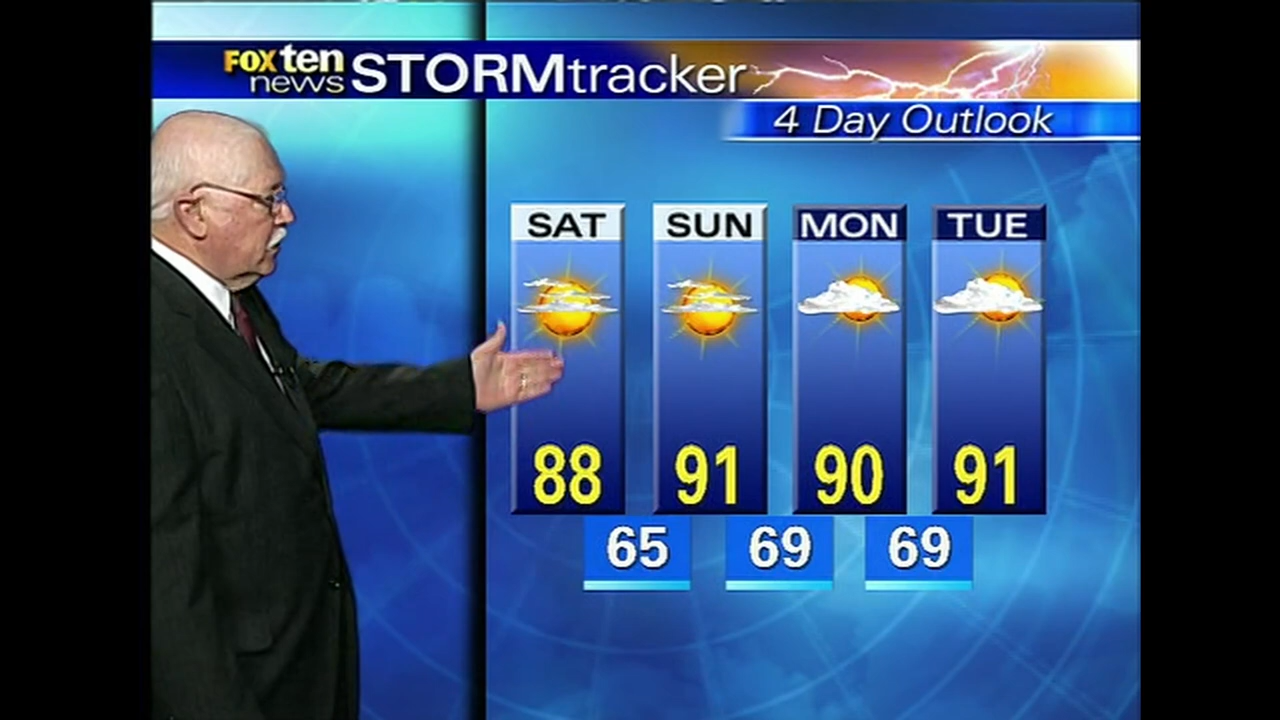 FOX ten news STORMtracker
4 Day Outlook
SAT SUN MON TUE
88 91 90 91
65 69 69